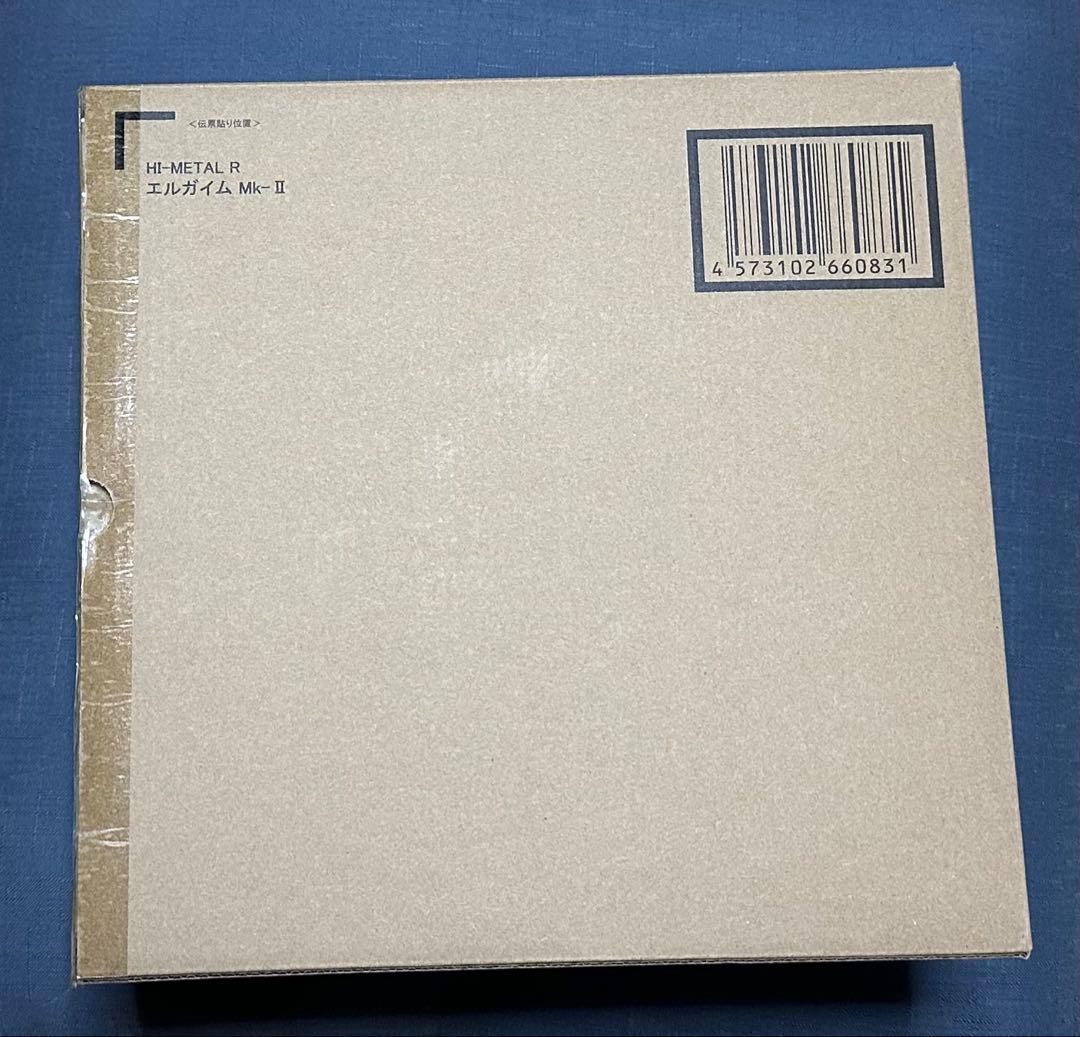 ＜伝票貼り位置＞
HI-METAL R
エルガイム Mk-Ⅱ
4 573102 660831